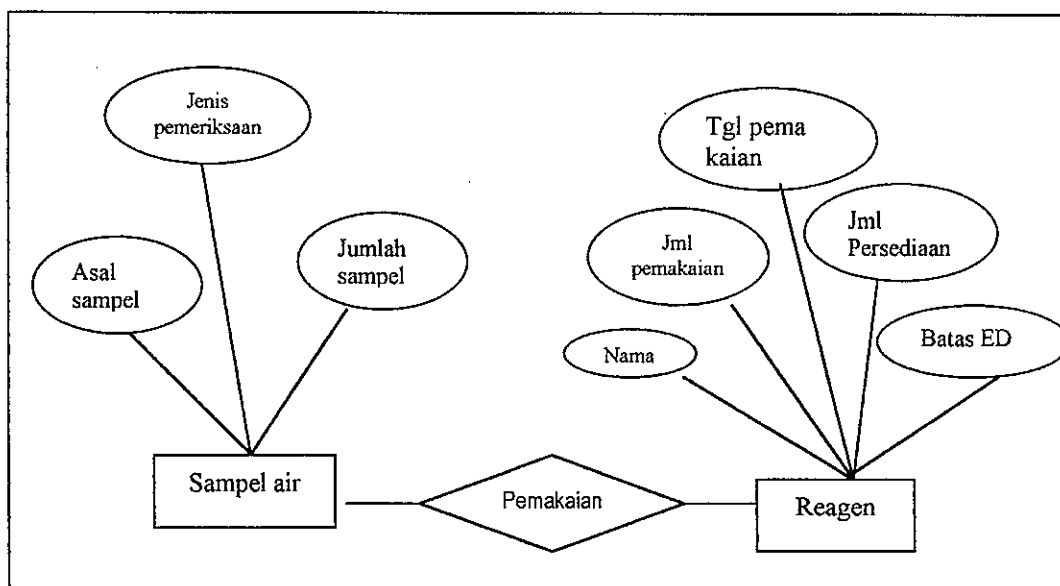 Jenis
pemeriksaan
Asal
sampel
Jumlah
sampel
Tgl pema
kaian
Jml
pemakaian
Jml
Persediaan
Nama
Batas ED
Sampel air
Pemakaian
Reagen